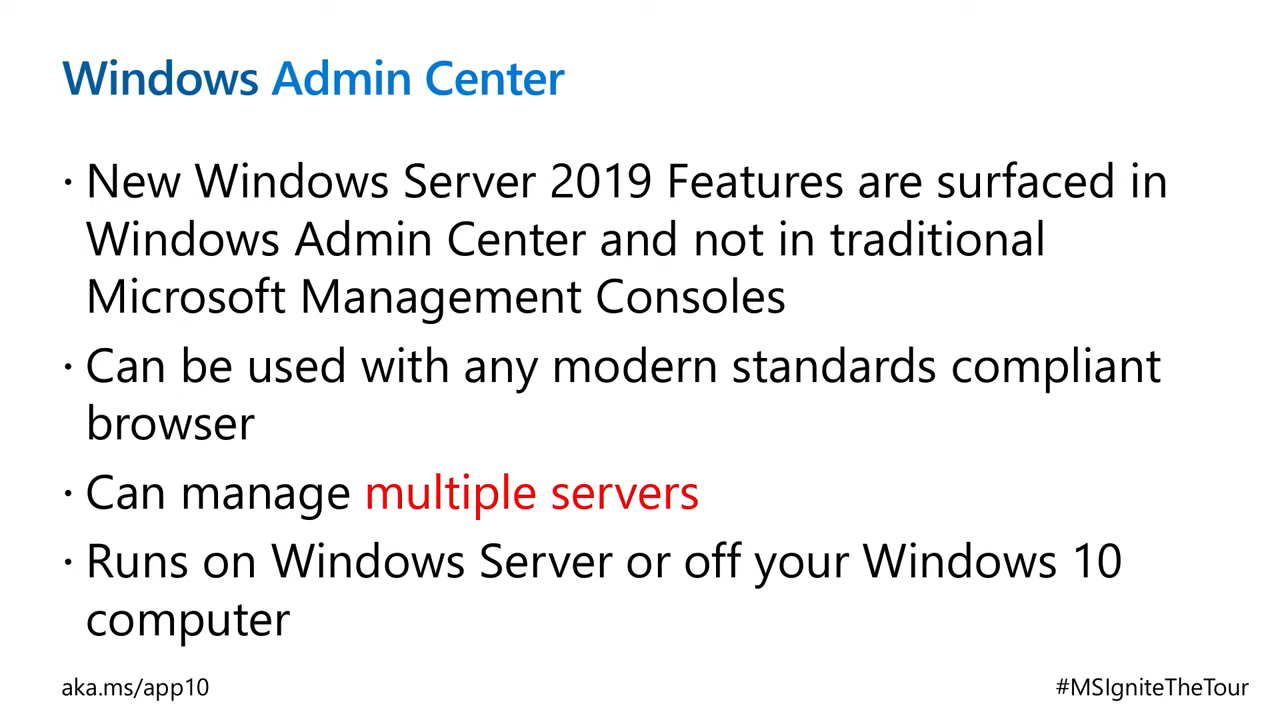 Windows Admin Center
· New Windows Server 2019 Features are surfaced in
Windows Admin Center and not in traditional
Microsoft Management Consoles
· Can be used with any modern standards compliant
browser
· Can manage multiple servers
· Runs on Windows Server or off your Windows 10
computer
aka.ms/app10
#MSIgniteTheTour